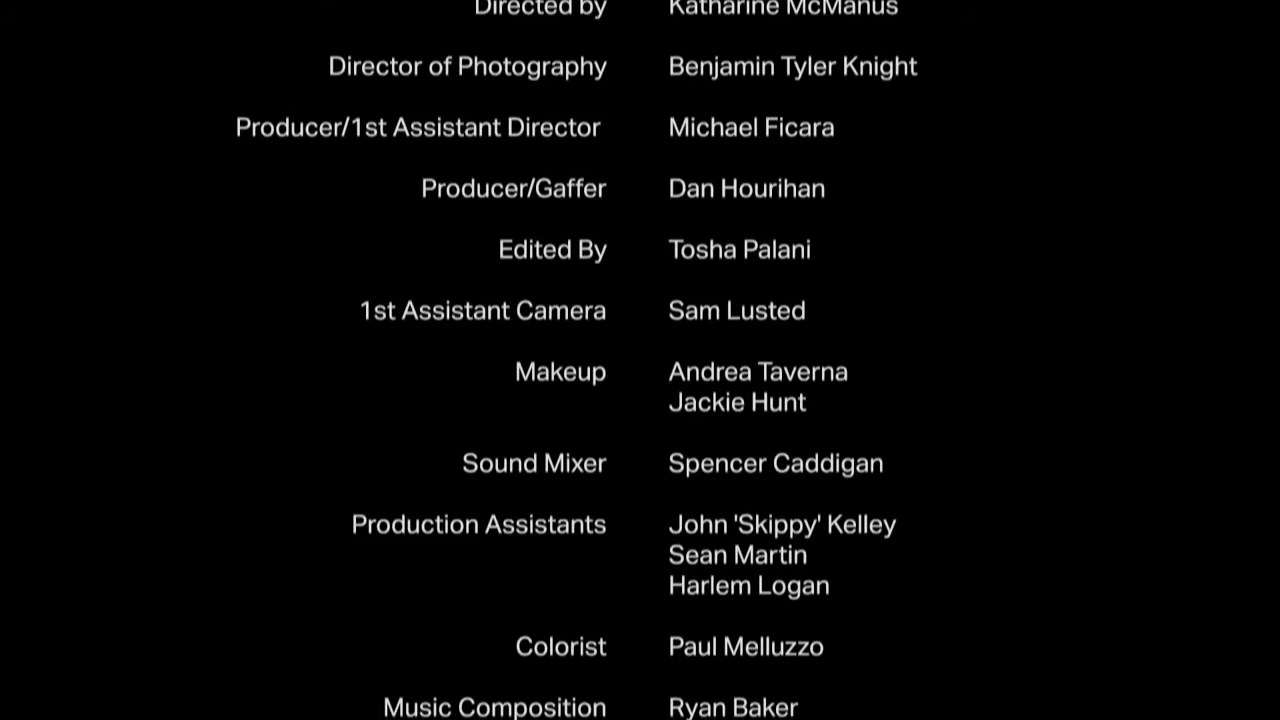 Directed by Katharine McManus
Director of Photography Benjamin Tyler Knight
Producer/1st Assistant Director Michael Ficara
Producer/Gaffer Dan Hourihan
Edited By Tosha Palani
1st Assistant Camera Sam Lusted
Makeup Andrea Taverna
Jackie Hunt
Sound Mixer Spencer Caddigan
Production Assistants John 'Skippy' Kelley
Sean Martin
Harlem Logan
Colorist Paul Melluzzo
Music Composition Ryan Baker